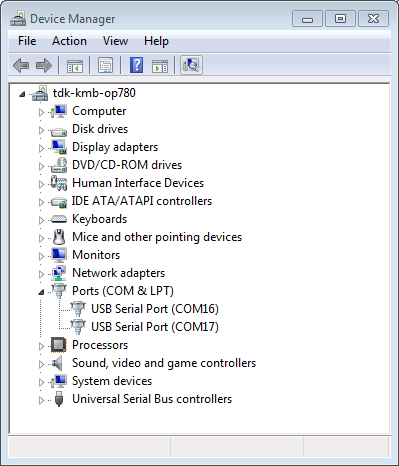 Device Manager
File Action View Help
tdk-kmb-op780
Computer
Disk drives
Display adapters
DVD/CD-ROM drives
Human Interface Devices
IDE ATA/ATAPI controllers
Keyboards
Mice and other pointing devices
Monitors
Network adapters
Ports (COM & LPT)
USB Serial Port (COM16)
USB Serial Port (COM17)
Processors
Sound, video and game controllers
System devices
Universal Serial Bus controllers